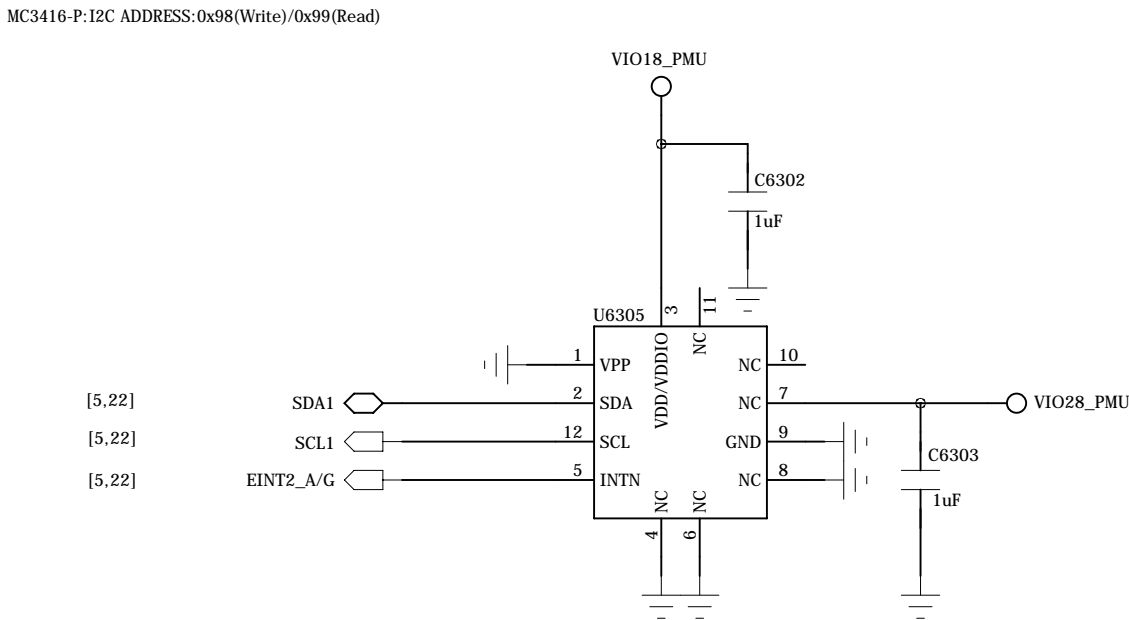 MC3416-P:I2C ADDRESS:0x98(Write)/0x99(Read)
VIO18_PMU
C6302
1uF
U6305
3
11
VDD/VDDIO
NC
1
VPP
NC
10
[5,22]
SDA1
2
SDA
NC
7
VIO28_PMU
[5,22]
SCL1
12
SCL
GND
9
C6303
1uF
[5,22]
EINT2_A/G
5
INTN
NC
8
NC
NC
4
6